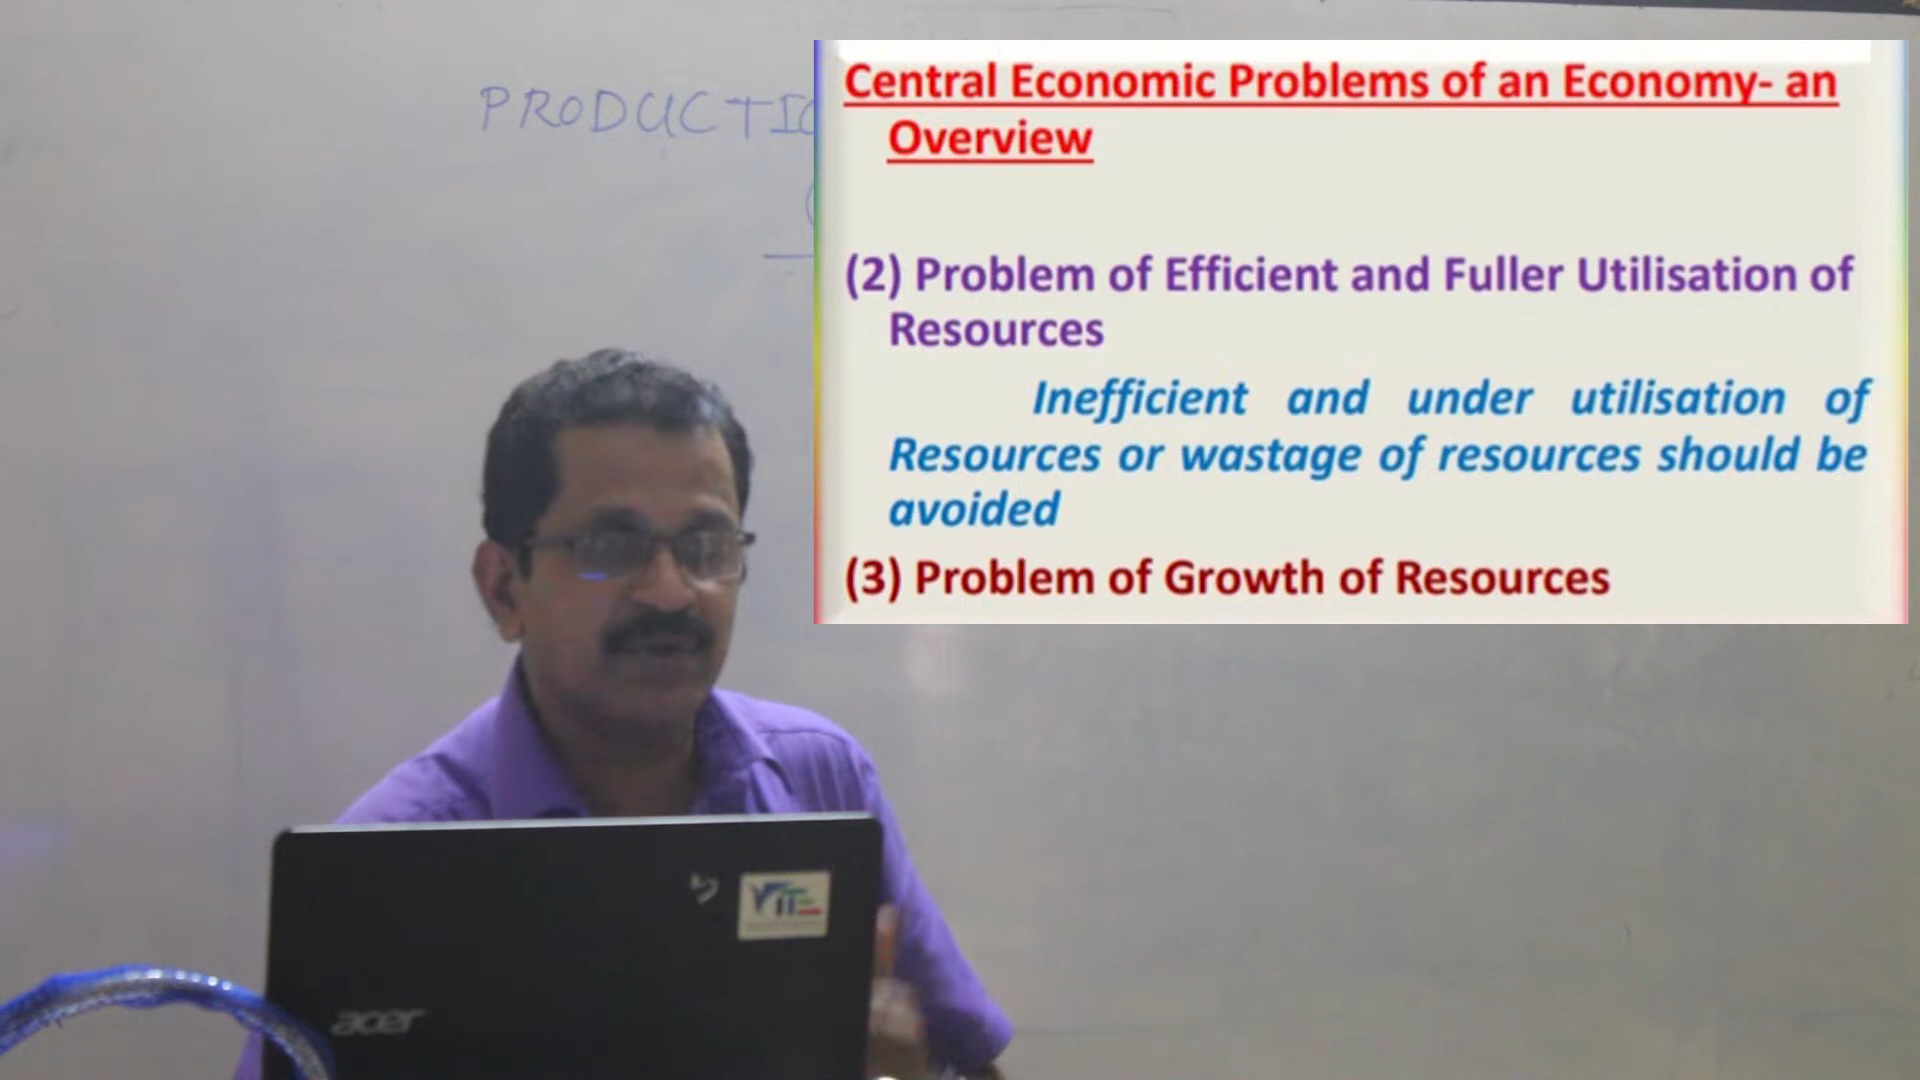 PRODUCTIO
Central Economic Problems of an Economy- an
Overview
(2) Problem of Efficient and Fuller Utilisation of
Resources
Inefficient and under utilisation of
Resources or wastage of resources should be
avoided
(3) Problem of Growth of Resources
acer